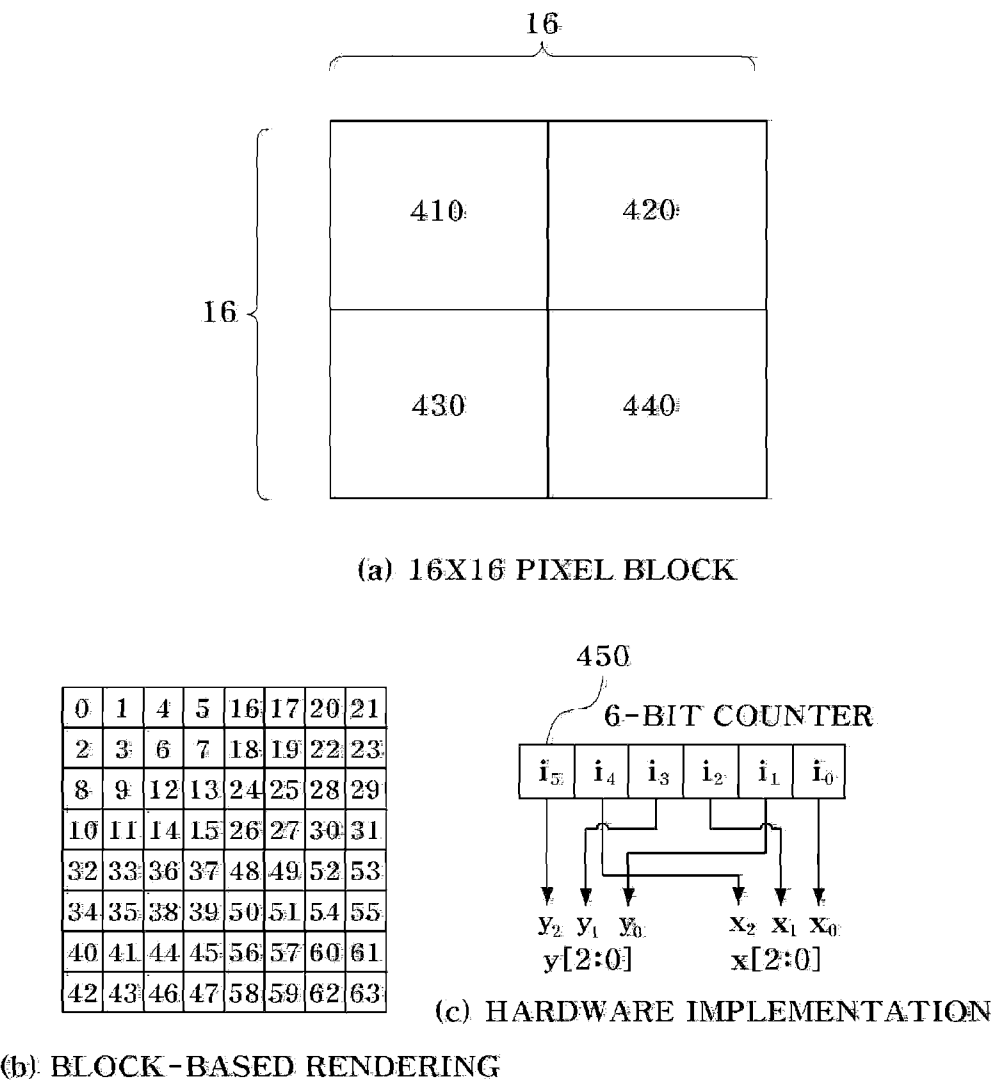 16
16
410 420
430 440
(a) 16X16 PIXEL BLOCK
450
6-BIT COUNTER
0 1 4 5 16 17 20 21
2 3 6 7 18 19 22 23
8 9 12 13 24 25 28 29
10 11 14 15 26 27 30 31
32 33 36 37 48 49 52 53
34 35 38 39 50 51 54 55
40 41 44 45 56 57 60 61
42 43 46 47 58 59 62 63
i₅ i₄ i₃ i₂ i₁ i₀
y₂ y₁ y₀ x₂ x₁ x₀
y[2:0] x[2:0]
(c) HARDWARE IMPLEMENTATION
(b) BLOCK-BASED RENDERING